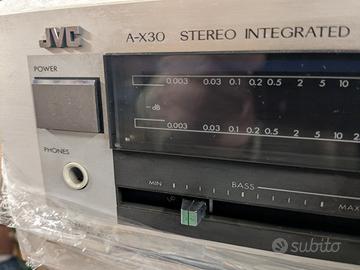 JVC A-X30 STEREO INTEGRATED
POWER
0.003 0.03 0.1 0.2 0.5 2 5 10 2
-dB
0.003 0.03 0.1 0.2 0.5 2 5 10 2
PHONES
MIN BASS MAX
subito